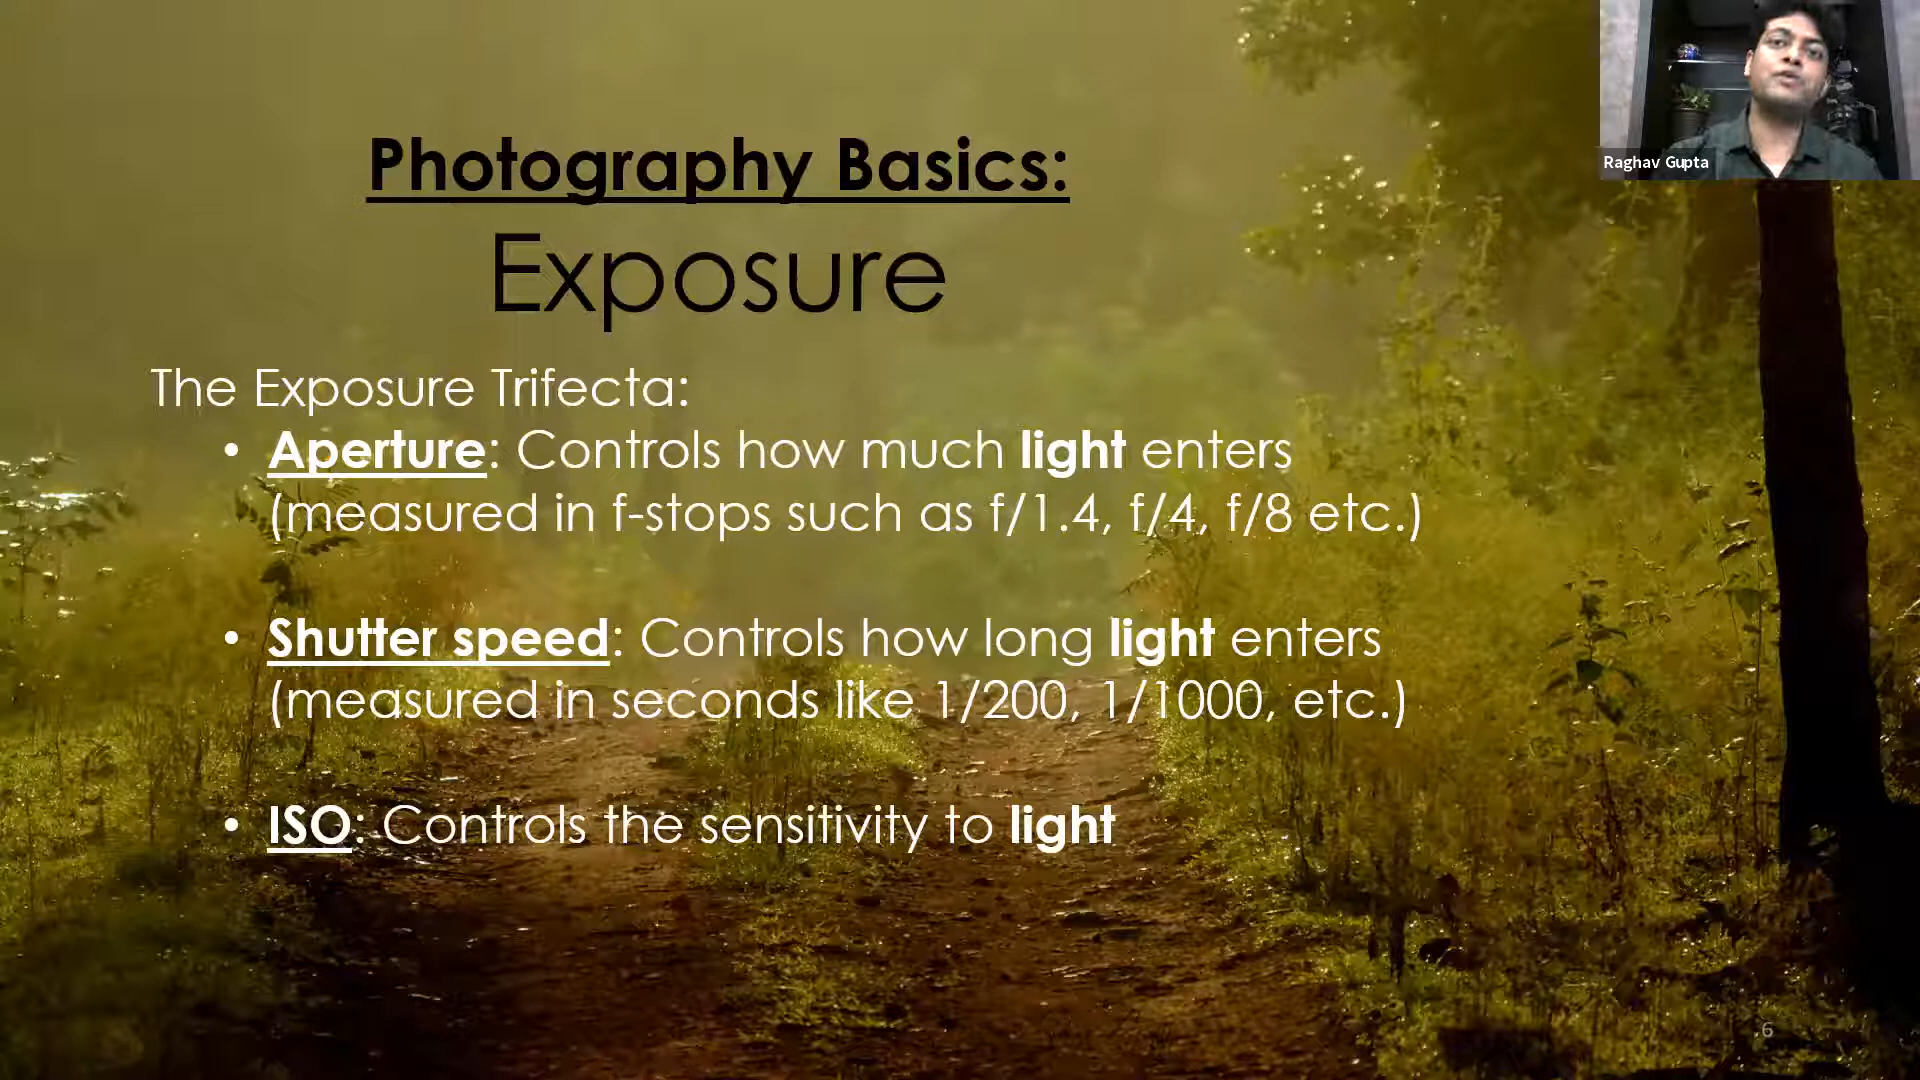 Photography Basics:
Exposure
The Exposure Trifecta:
• Aperture: Controls how much light enters
(measured in f-stops such as f/1.4, f/4, f/8 etc.)
• Shutter speed: Controls how long light enters
(measured in seconds like 1/200, 1/1000, etc.)
• ISO: Controls the sensitivity to light
Raghav Gupta
6